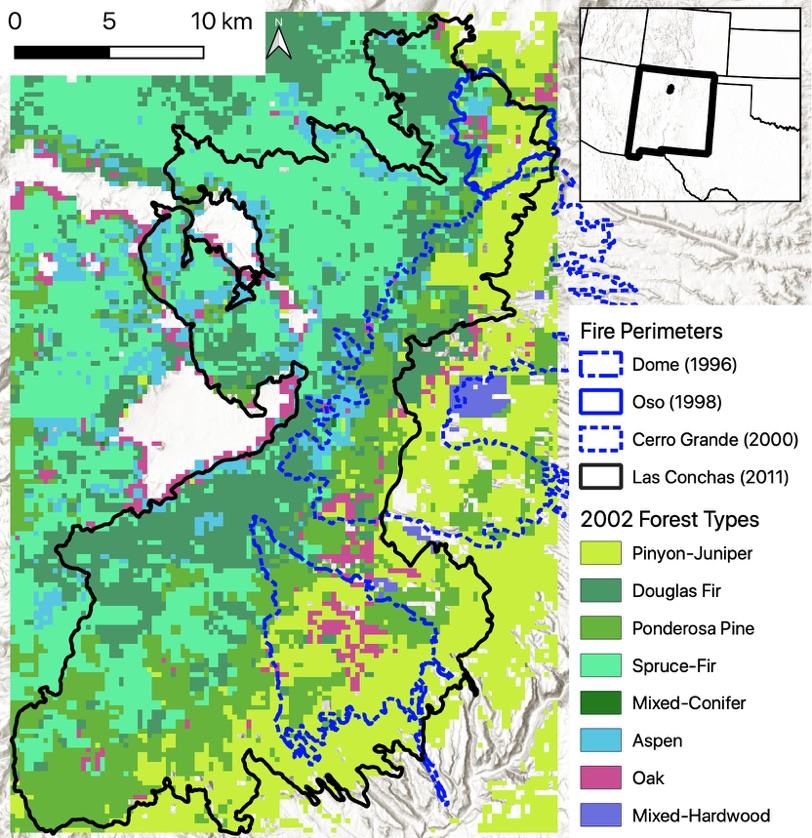 0 5 10 km
N
Fire Perimeters
Dome (1996)
Oso (1998)
Cerro Grande (2000)
Las Conchas (2011)
2002 Forest Types
Pinyon-Juniper
Douglas Fir
Ponderosa Pine
Spruce-Fir
Mixed-Conifer
Aspen
Oak
Mixed-Hardwood